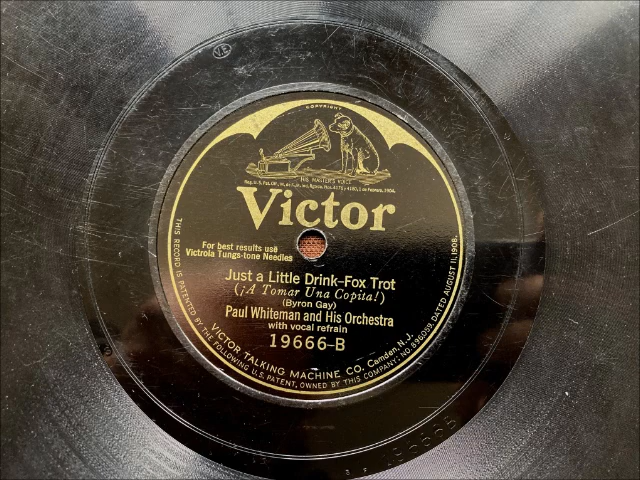 V.E.
COPYRIGHT
HIS MASTER'S VOICE
Victor
For best results use
Victrola Tungs-tone Needles
Just a Little Drink–Fox Trot
(¡A Tomar Una Copita!)
(Byron Gay)
Paul Whiteman and His Orchestra
with vocal refrain
19666-B
VICTOR TALKING MACHINE CO. Camden, N.J.
THIS RECORD IS PATENTED BY THE FOLLOWING U.S. PATENT, OWNED BY THIS COMPANY: NO. 896059, DATED AUGUST 11, 1908.